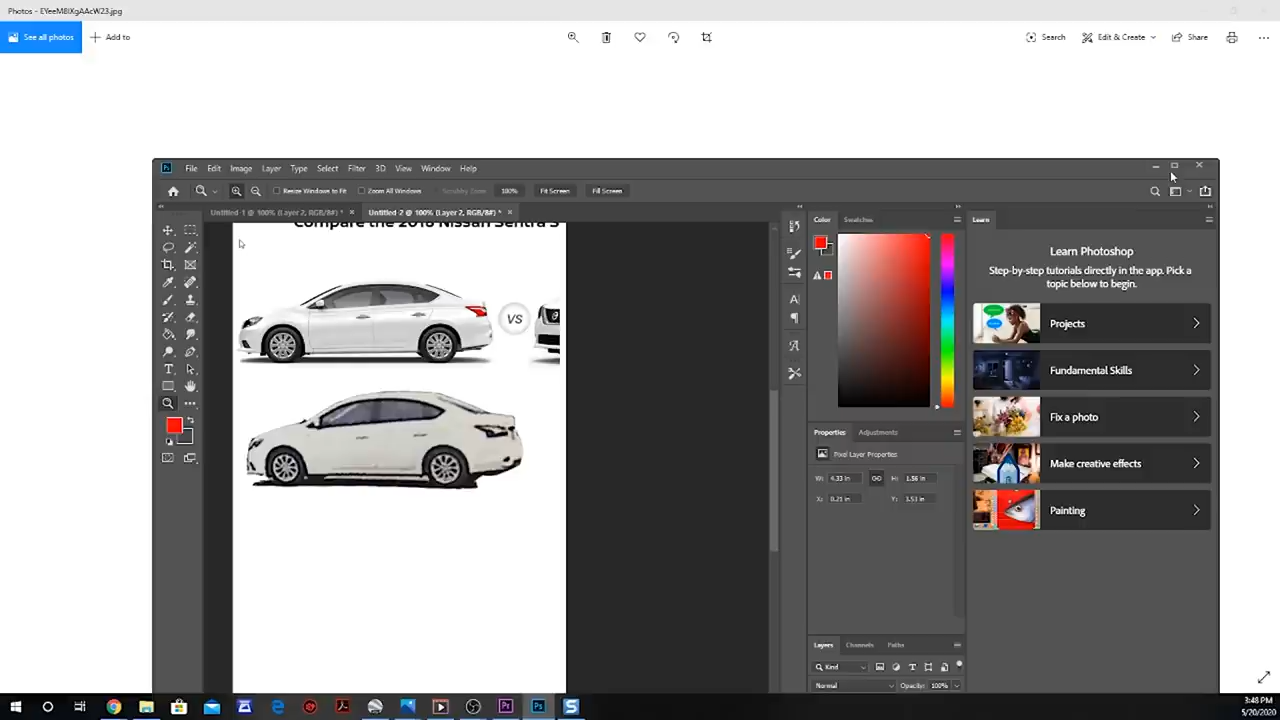 Photos - EYeeM8IXgAAcW23.jpg
See all photos
Add to
Search
Edit & Create
Share
Ps
File Edit Image Layer Type Select Filter 3D View Window Help
Resize Windows to Fit
Zoom All Windows
Scrubby Zoom
100%
Fit Screen
Fill Screen
Untitled-1 @ 100% (Layer 2, RGB/8#) *
Untitled-2 @ 100% (Layer 2, RGB/8#) *
Compare the 2018 Nissan Sentra S
VS
Color
Swatches
Properties
Adjustments
Pixel Layer Properties
W: 4.33 in
H: 1.56 in
X: 0.21 in
Y: 3.53 in
Layers
Channels
Paths
Kind
Normal
Opacity: 100%
Learn
Learn Photoshop
Step-by-step tutorials directly in the app. Pick a
topic below to begin.
Projects
Fundamental Skills
Fix a photo
Make creative effects
Painting
3:48 PM
5/20/2020